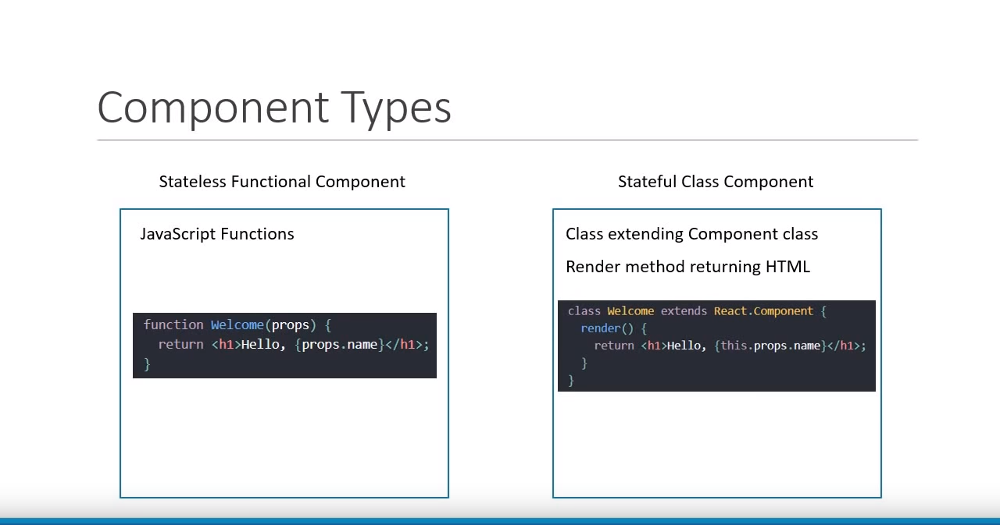 Component Types
Stateless Functional Component
JavaScript Functions
function Welcome(props) {
  return <h1>Hello, {props.name}</h1>;
}
Stateful Class Component
Class extending Component class
Render method returning HTML
class Welcome extends React.Component {
  render() {
    return <h1>Hello, {this.props.name}</h1>;
  }
}